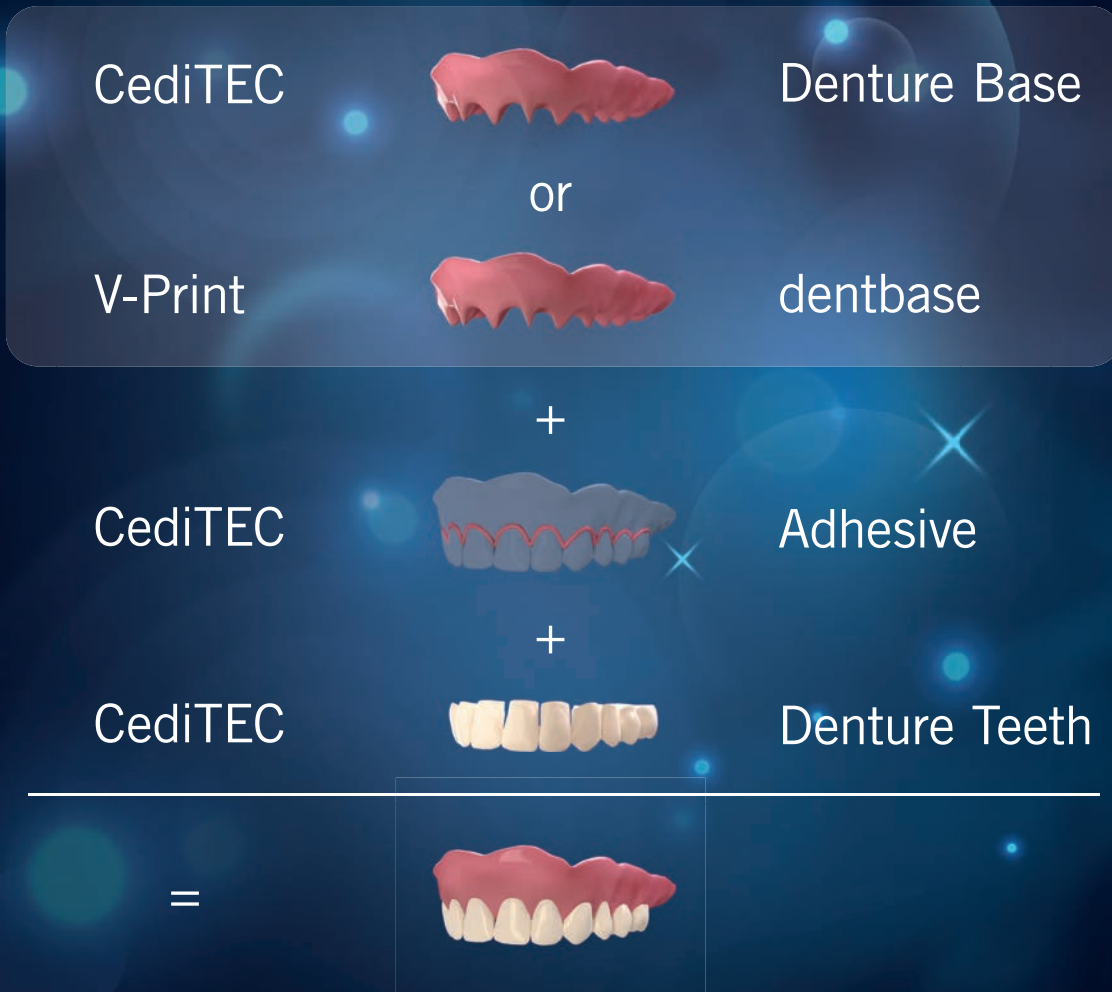 CediTEC Denture Base
or
V-Print dentbase
+
CediTEC Adhesive
+
CediTEC Denture Teeth
=